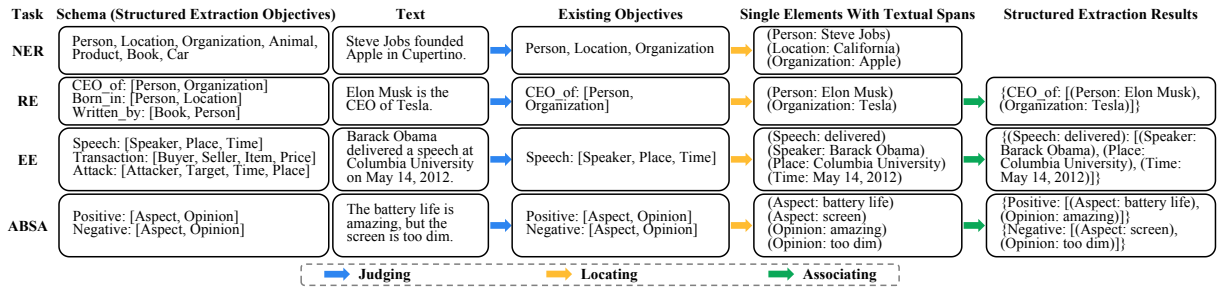 Task Schema (Structured Extraction Objectives) Text Existing Objectives Single Elements With Textual Spans Structured Extraction Results
NER
Person, Location, Organization, Animal,
Product, Book, Car
Steve Jobs founded
Apple in Cupertino.
Person, Location, Organization
(Person: Steve Jobs)
(Location: California)
(Organization: Apple)
RE
CEO_of: [Person, Organization]
Born_in: [Person, Location]
Written_by: [Book, Person]
Elon Musk is the
CEO of Tesla.
CEO_of: [Person,
Organization]
(Person: Elon Musk)
(Organization: Tesla)
{CEO_of: [(Person: Elon Musk),
(Organization: Tesla)]}
EE
Speech: [Speaker, Place, Time]
Transaction: [Buyer, Seller, Item, Price]
Attack: [Attacker, Target, Time, Place]
Barack Obama
delivered a speech at
Columbia University
on May 14, 2012.
Speech: [Speaker, Place, Time]
(Speech: delivered)
(Speaker: Barack Obama)
(Place: Columbia University)
(Time: May 14, 2012)
{(Speech: delivered): [(Speaker:
Barack Obama), (Place:
Columbia University), (Time:
May 14, 2012)]}
ABSA
Positive: [Aspect, Opinion]
Negative: [Aspect, Opinion]
The battery life is
amazing, but the
screen is too dim.
Positive: [Aspect, Opinion]
Negative: [Aspect, Opinion]
(Aspect: battery life)
(Aspect: screen)
(Opinion: amazing)
(Opinion: too dim)
{Positive: [(Aspect: battery life),
(Opinion: amazing)]}
{Negative: [(Aspect: screen),
(Opinion: too dim)]}
Judging Locating Associating